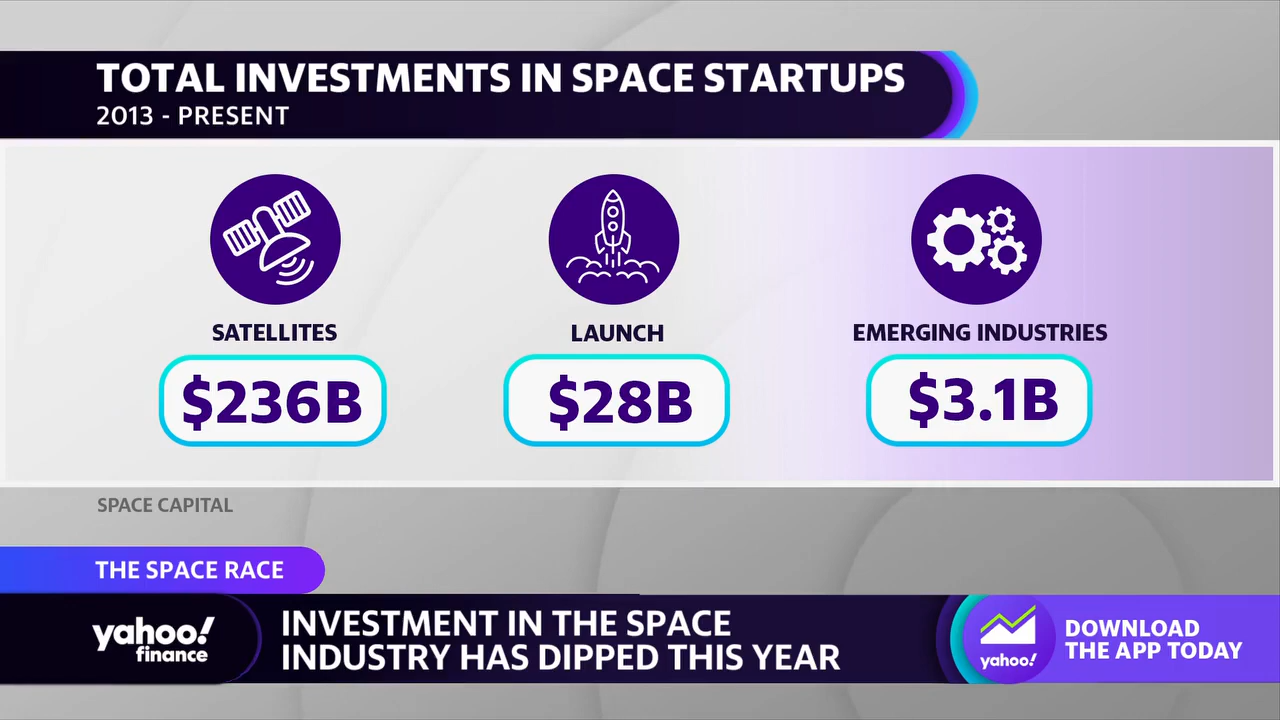 TOTAL INVESTMENTS IN SPACE STARTUPS
2013 - PRESENT
SATELLITES
$236B
LAUNCH
$28B
EMERGING INDUSTRIES
$3.1B
SPACE CAPITAL
THE SPACE RACE
yahoo!
finance
INVESTMENT IN THE SPACE
INDUSTRY HAS DIPPED THIS YEAR
yahoo!
DOWNLOAD
THE APP TODAY